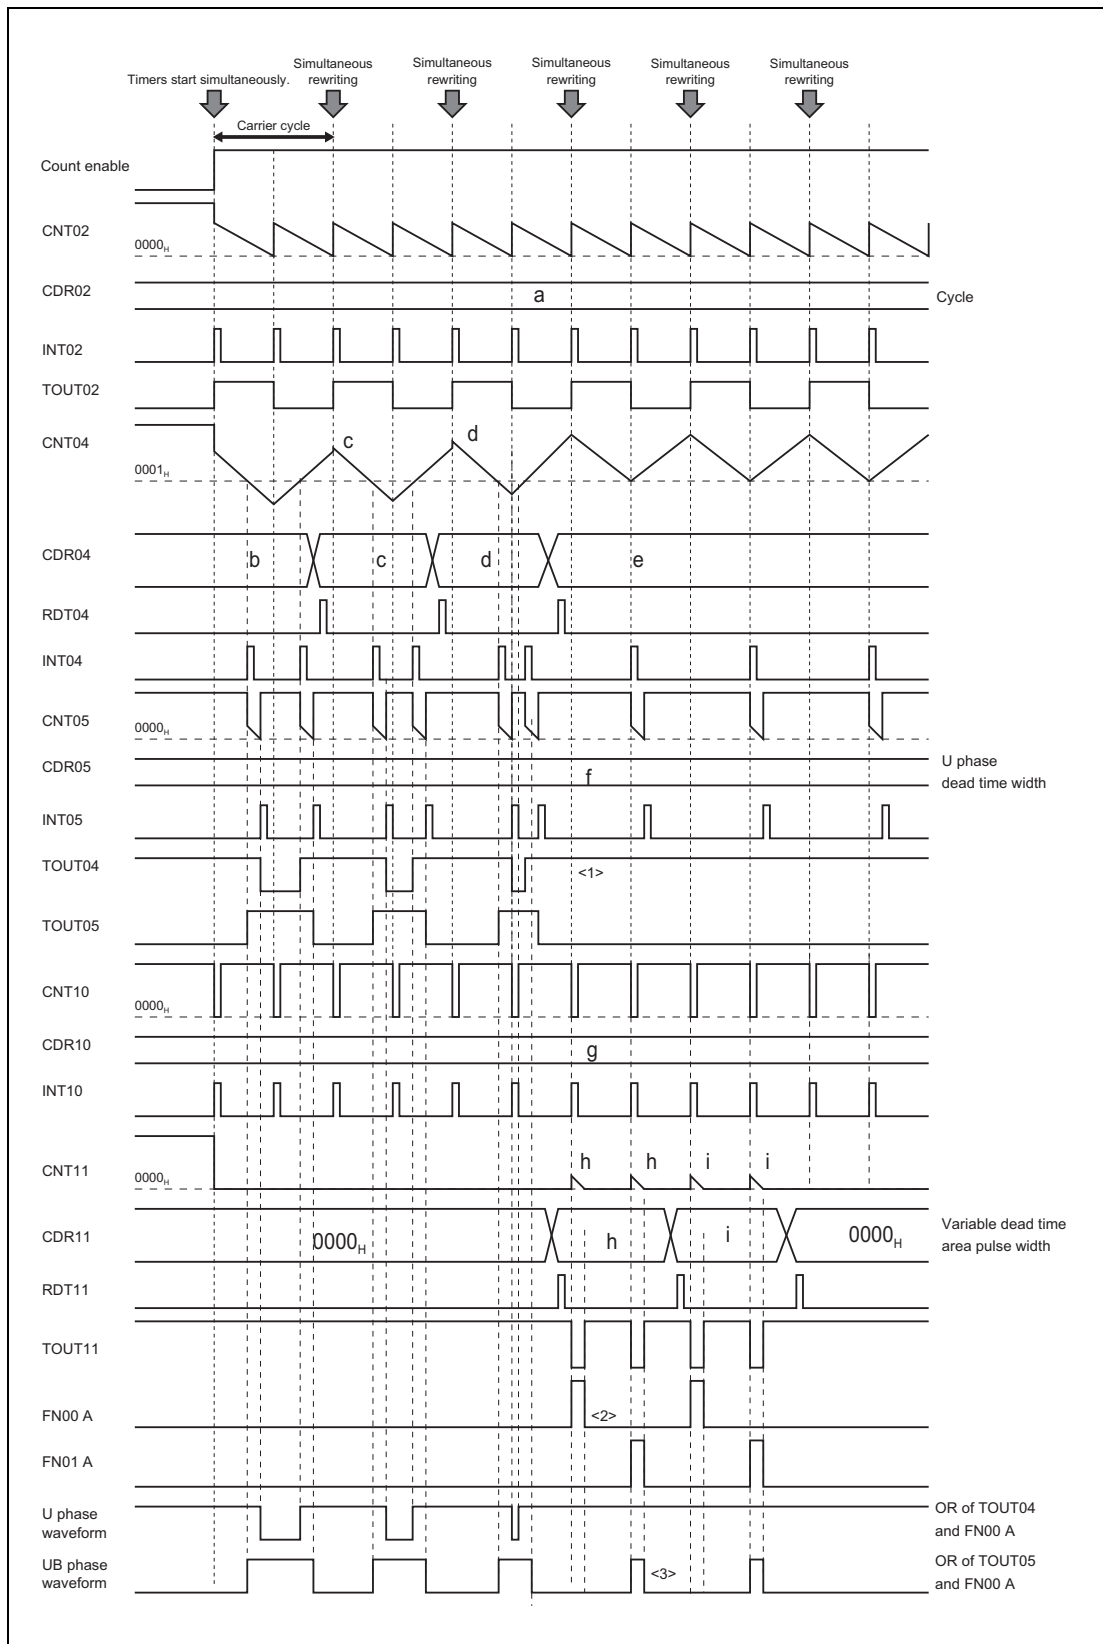 Timers start simultaneously.
Simultaneous rewriting
Simultaneous rewriting
Simultaneous rewriting
Simultaneous rewriting
Simultaneous rewriting
Carrier cycle
Count enable
CNT02
0000H
CDR02
a
Cycle
INT02
TOUT02
CNT04
c
d
0001H
CDR04
b
c
d
e
RDT04
INT04
CNT05
0000H
CDR05
f
U phase
dead time width
INT05
TOUT04
<1>
TOUT05
CNT10
0000H
CDR10
g
INT10
CNT11
0000H
h
h
i
i
CDR11
0000H
h
i
0000H
Variable dead time
area pulse width
RDT11
TOUT11
FN00 A
<2>
FN01 A
U phase
waveform
OR of TOUT04
and FN00 A
UB phase
waveform
<3>
OR of TOUT05
and FN00 A